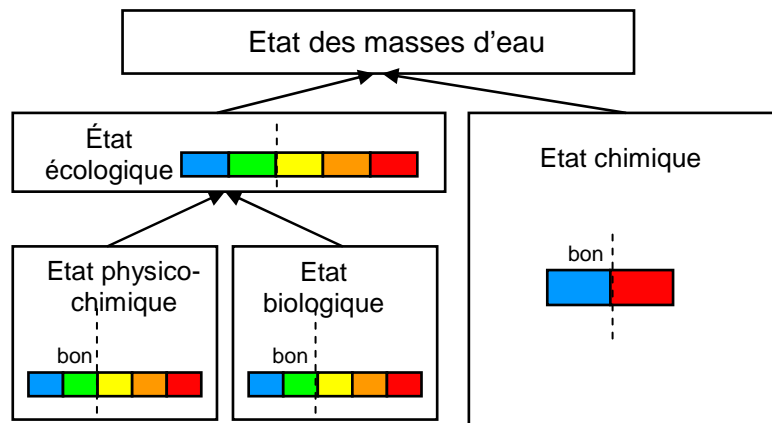 Etat des masses d'eau
État
écologique
Etat chimique
bon
Etat physico-
chimique
bon
Etat
biologique
bon